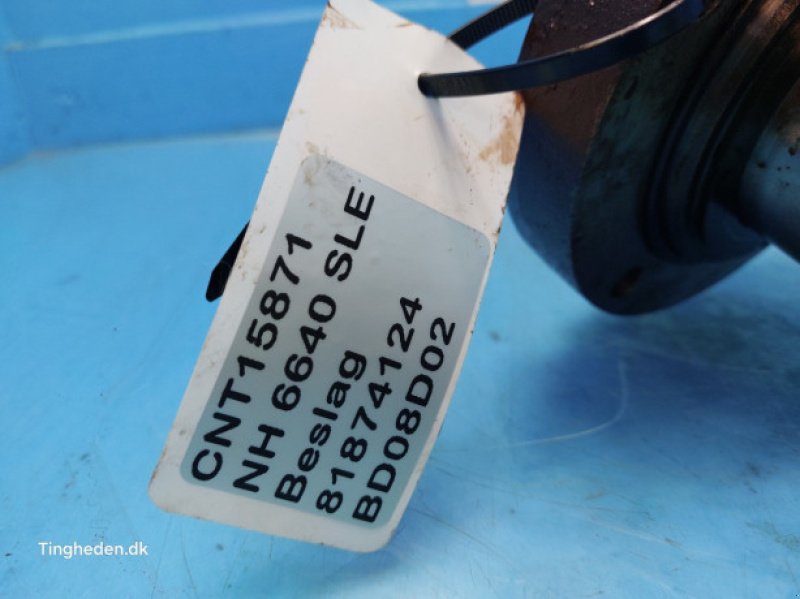 CNT15871
NH 6640 SLE
Beslag
81874124
BD08D02
Tingheden.dk